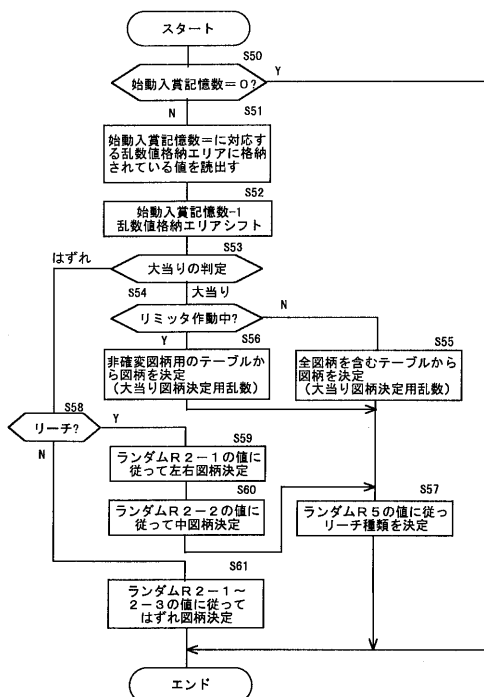 スタート
S50
始動入賞記憶数=0?
Y
N
S51
始動入賞記憶数=に対応す
る乱数値格納エリアに格納
されている値を読出す
S52
始動入賞記憶数-1
乱数値格納エリアシフト
S53
はずれ
大当りの判定
S54
大当り
リミッタ作動中?
N
Y
S56
非確変図柄用のテーブルか
ら図柄を決定
(大当り図柄決定用乱数)
S55
全図柄を含むテーブルから
図柄を決定
(大当り図柄決定用乱数)
S58
リーチ?
Y
N
S59
ランダムR2-1の値に
従って左右図柄決定
S60
ランダムR2-2の値に
従って中図柄決定
S57
ランダムR5の値に従っ
リーチ種類を決定
S61
ランダムR2-1~
2-3の値に従って
はずれ図柄決定
エンド